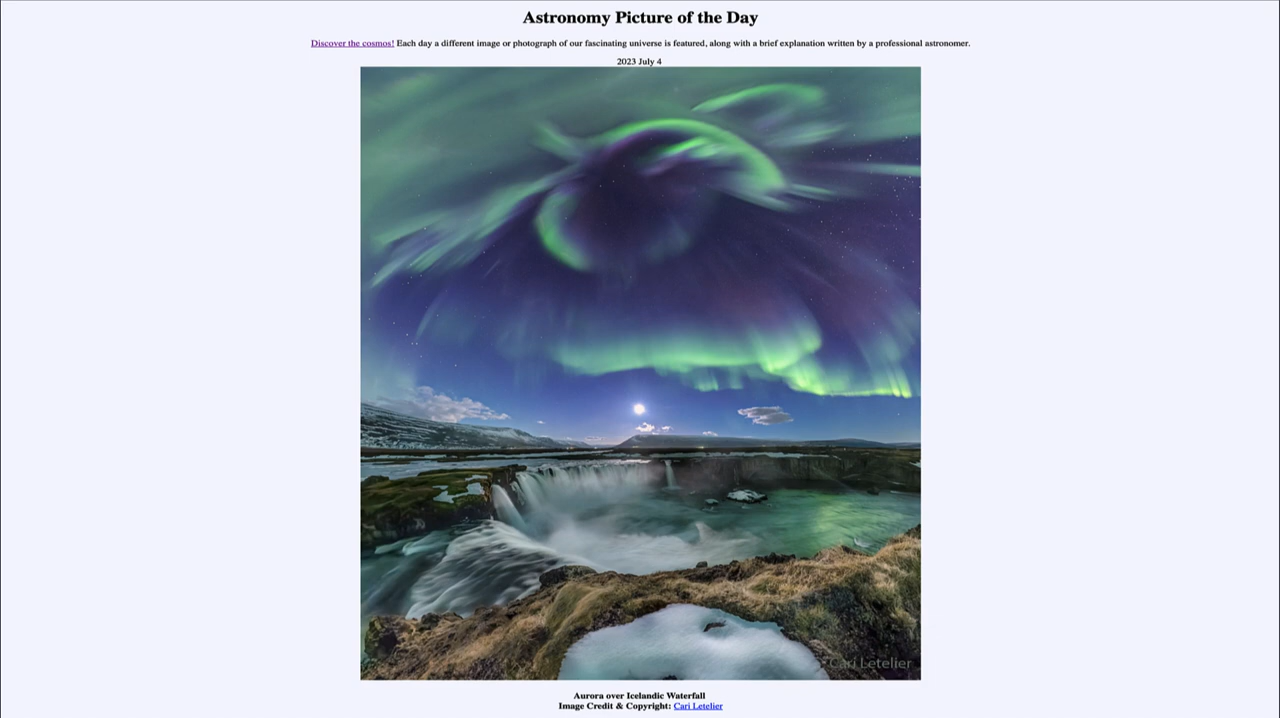 Astronomy Picture of the Day
Discover the cosmos! Each day a different image or photograph of our fascinating universe is featured, along with a brief explanation written by a professional astronomer.
2023 July 4
Cari Letelier
Aurora over Icelandic Waterfall
Image Credit & Copyright: Cari Letelier